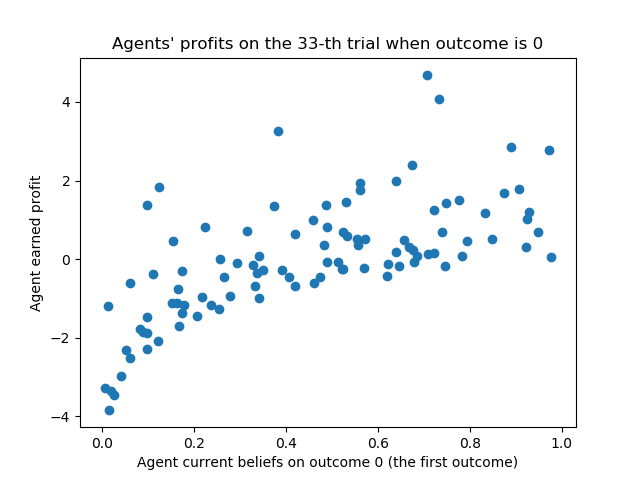 Agents' profits on the 33-th trial when outcome is 0
4
2
0
−2
−4
Agent earned profit
0.0 0.2 0.4 0.6 0.8 1.0
Agent current beliefs on outcome 0 (the first outcome)